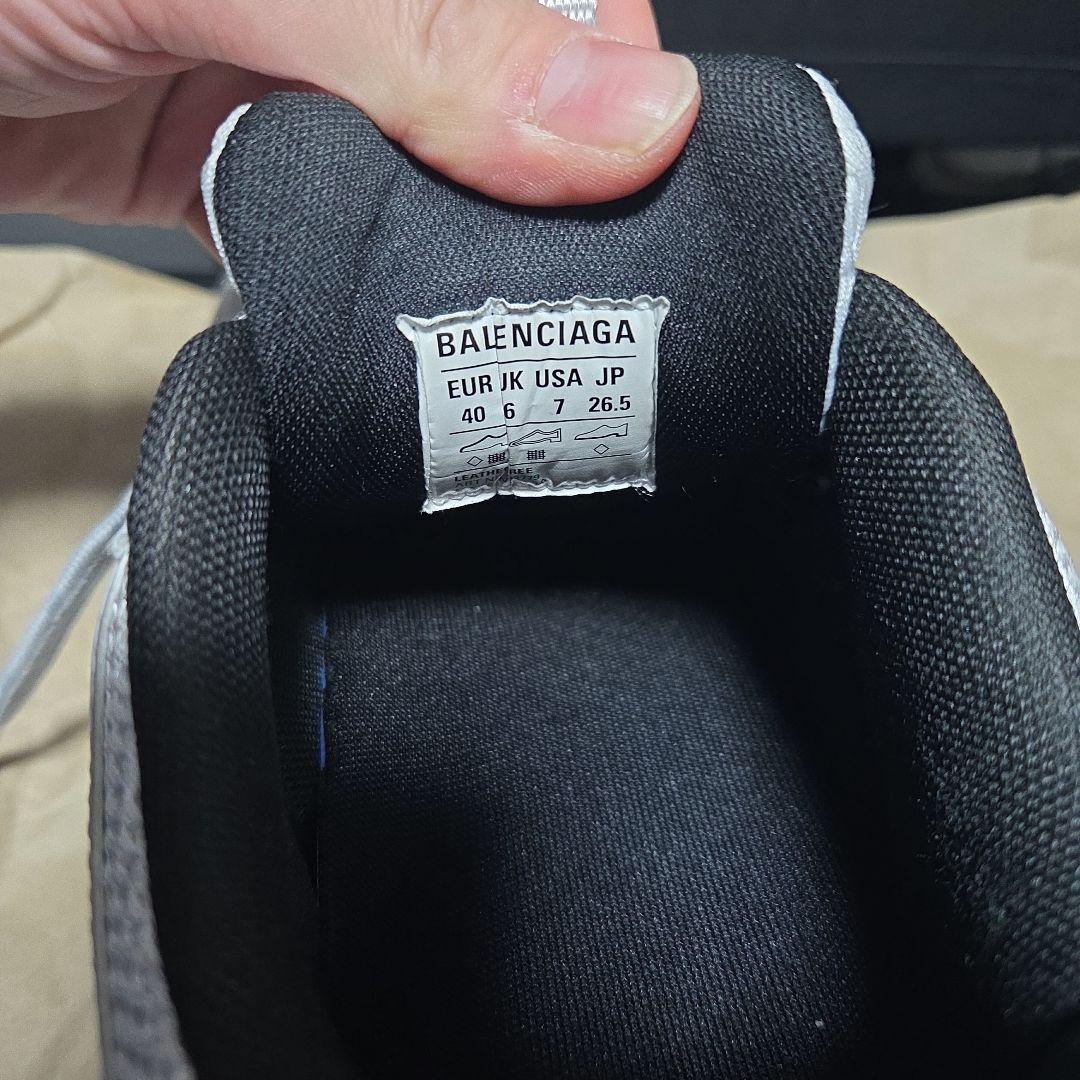 BALENCIAGA
EUR UK USA JP
40 6 7 26.5